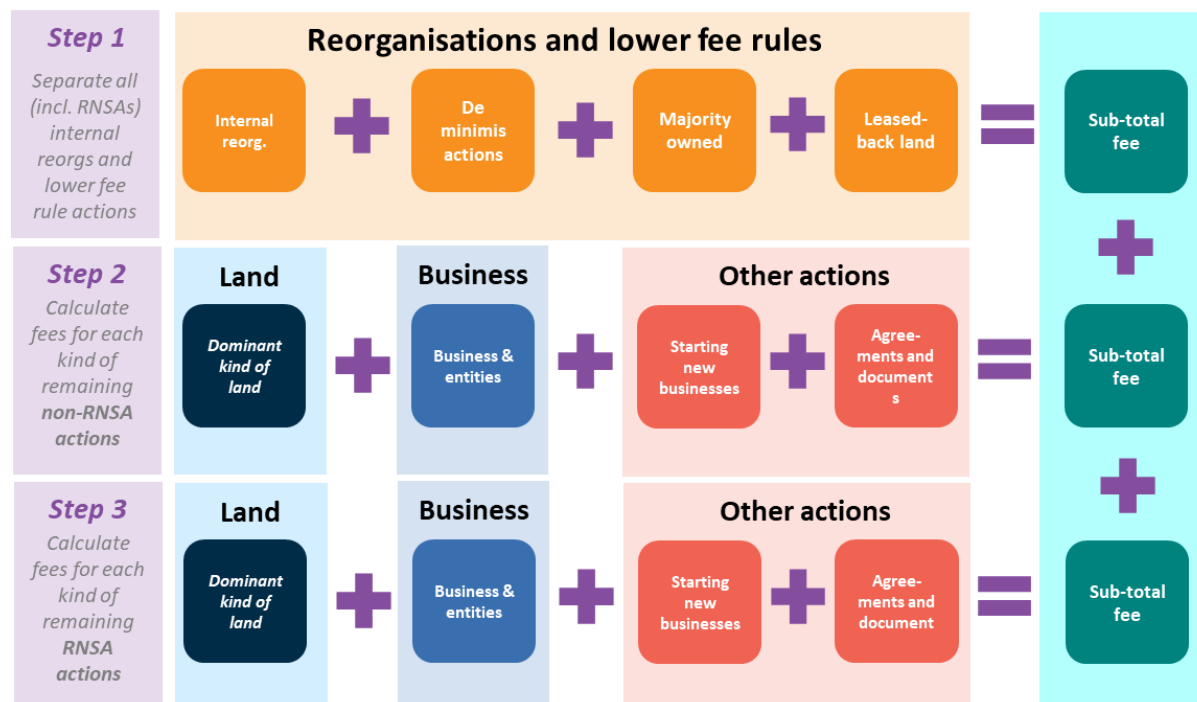 Step 1
Separate all
(incl. RNSAs)
internal
reorgs and
lower fee
rule actions
Reorganisations and lower fee rules
Internal
reorg.
De
minimis
actions
Majority
owned
Leased-
back land
Sub-total
fee
Step 2
Calculate
fees for each
kind of
remaining
non-RNSA
actions
Land
Dominant
kind of
land
Business
Business &
entities
Other actions
Starting
new
businesses
Agree-
ments and
document
s
Sub-total
fee
Step 3
Calculate
fees for each
kind of
remaining
RNSA
actions
Land
Dominant
kind of
land
Business
Business &
entities
Other actions
Starting
new
businesses
Agree-
ments and
document
Sub-total
fee